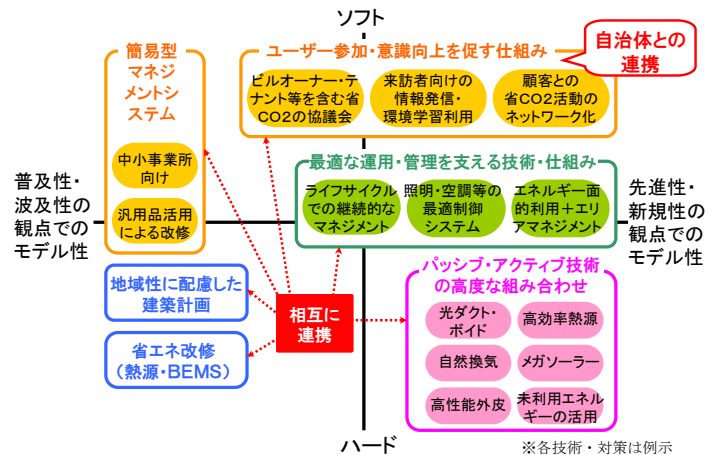 ソフト
簡易型
マネジ
メントシ
ステム
中小事業所
向け
汎用品活用
による改修
ユーザー参加・意識向上を促す仕組み
自治体との
連携
ビルオーナー・テ
ナント等を含む省
CO2の協議会
来訪者向けの
情報発信・
環境学習利用
顧客との
省CO2活動の
ネットワーク化
最適な運用・管理を支える技術・仕組み
ライフサイクル
での継続的な
マネジメント
照明・空調等の
最適制御
システム
エネルギー面
的利用＋エリ
アマネジメント
普及性・
波及性の
観点での
モデル性
先進性・
新規性の
観点での
モデル性
地域性に配慮した
建築計画
省エネ改修
（熱源・BEMS）
相互に
連携
パッシブ・アクティブ技術
の高度な組み合わせ
光ダクト・
ボイド
高効率熱源
自然換気
メガソーラー
高性能外皮
未利用エネル
ギーの活用
ハード
※各技術・対策は例示